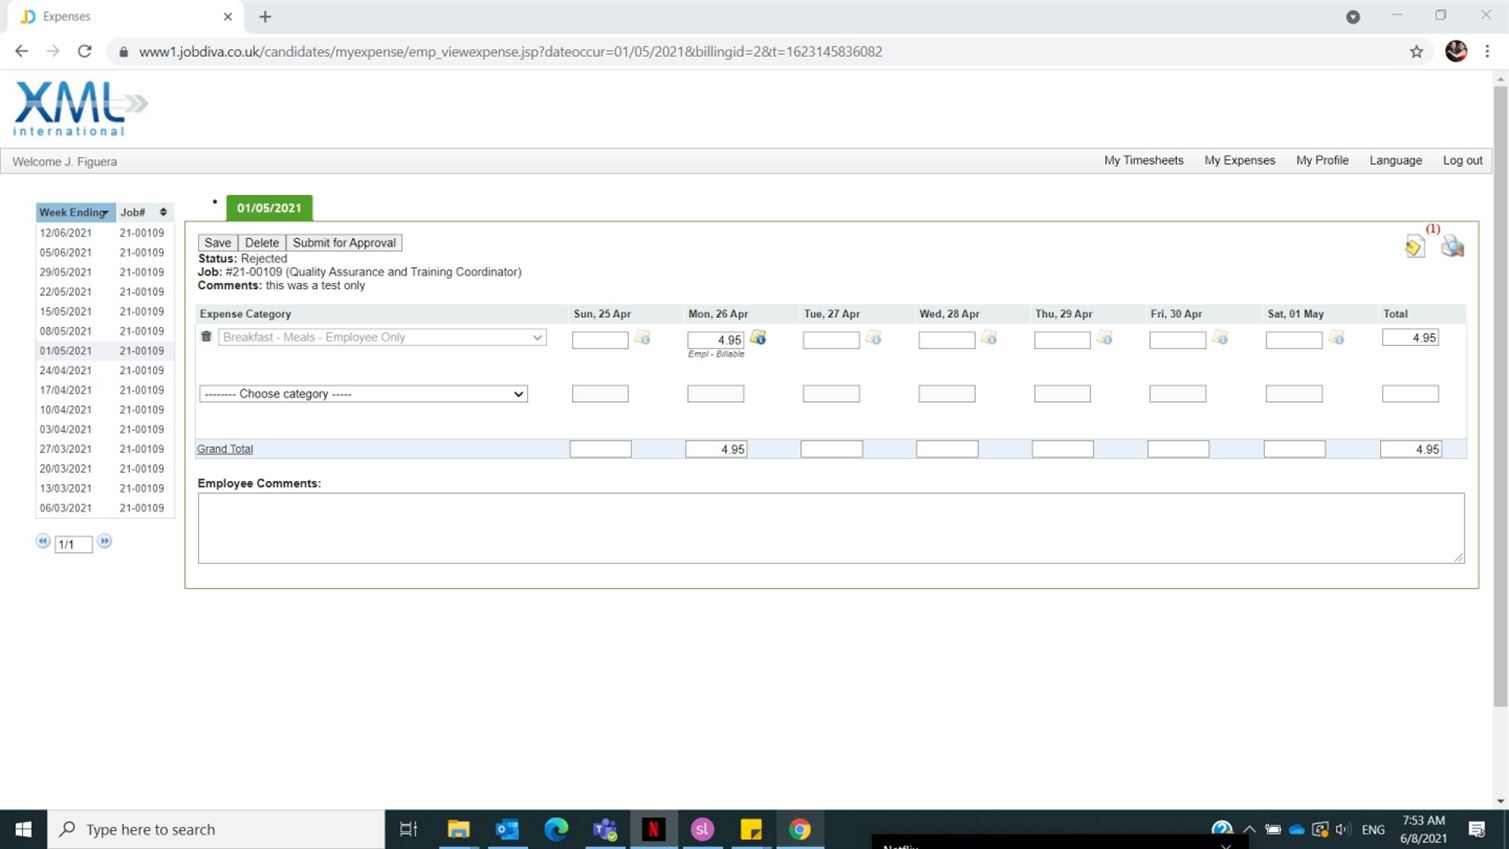 Expenses
www1.jobdiva.co.uk/candidates/myexpense/emp_viewexpense.jsp?dateoccur=01/05/2021&billingid=2&t=1623145836082
XML
international
Welcome J. Figuera
My Timesheets My Expenses My Profile Language Log out
Week Ending Job#
12/06/2021 21-00109
05/06/2021 21-00109
29/05/2021 21-00109
22/05/2021 21-00109
15/05/2021 21-00109
08/05/2021 21-00109
01/05/2021 21-00109
24/04/2021 21-00109
17/04/2021 21-00109
10/04/2021 21-00109
03/04/2021 21-00109
27/03/2021 21-00109
20/03/2021 21-00109
13/03/2021 21-00109
06/03/2021 21-00109
1/1
01/05/2021
Save Delete Submit for Approval
(1)
Status: Rejected
Job: #21-00109 (Quality Assurance and Training Coordinator)
Comments: this was a test only
Expense Category Sun, 25 Apr Mon, 26 Apr Tue, 27 Apr Wed, 28 Apr Thu, 29 Apr Fri, 30 Apr Sat, 01 May Total
Breakfast - Meals - Employee Only 4.95 4.95
Empl - Billable
-------- Choose category -----
Grand Total 4.95 4.95
Employee Comments:
Type here to search
N
sl
ENG
7:53 AM
6/8/2021